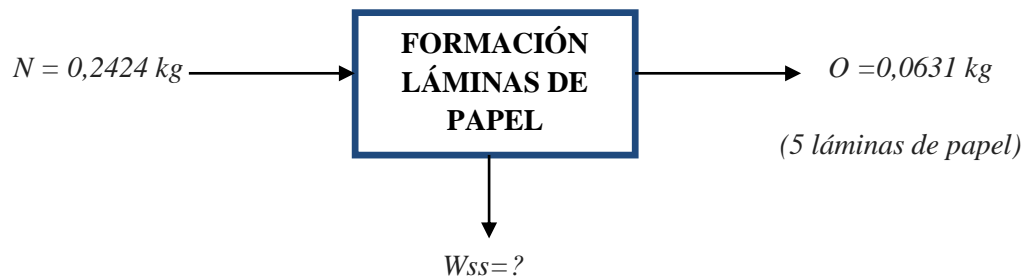 FORMACIÓN
LÁMINAS DE
PAPEL
N = 0,2424 kg
O =0,0631 kg
(5 láminas de papel)
Wss=?